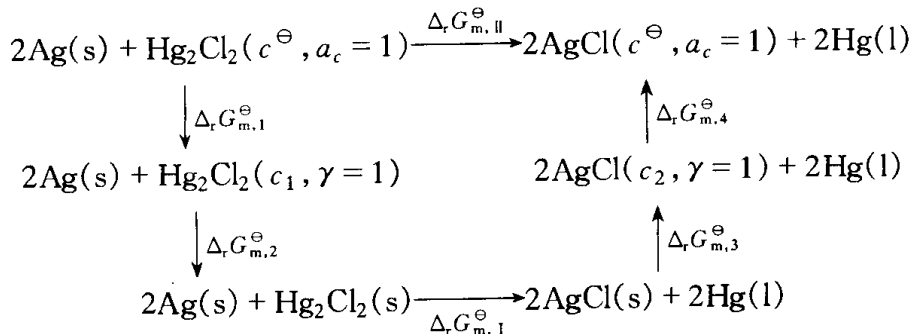 2Ag(s) + Hg₂Cl₂(c^⊖, a_c = 1) ⟶ 2AgCl(c^⊖, a_c = 1) + 2Hg(l)
Δ_rG^⊖_m,Ⅱ
Δ_rG^⊖_m,1
Δ_rG^⊖_m,4
2Ag(s) + Hg₂Cl₂(c₁, γ = 1)
2AgCl(c₂, γ = 1) + 2Hg(l)
Δ_rG^⊖_m,2
Δ_rG^⊖_m,3
2Ag(s) + Hg₂Cl₂(s) ⟶ 2AgCl(s) + 2Hg(l)
Δ_rG^⊖_m,Ⅰ